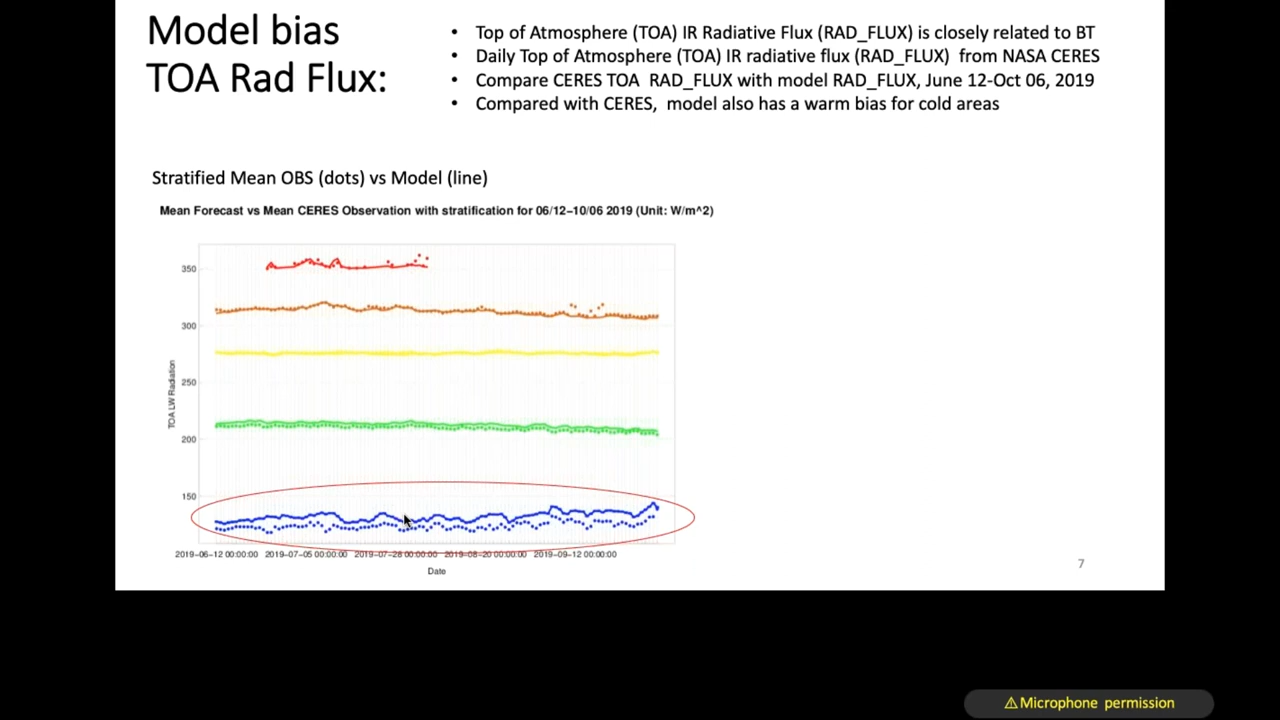 Model bias
TOA Rad Flux:
• Top of Atmosphere (TOA) IR Radiative Flux (RAD_FLUX) is closely related to BT
• Daily Top of Atmosphere (TOA) IR radiative flux (RAD_FLUX) from NASA CERES
• Compare CERES TOA RAD_FLUX with model RAD_FLUX, June 12-Oct 06, 2019
• Compared with CERES, model also has a warm bias for cold areas
Stratified Mean OBS (dots) vs Model (line)
Mean Forecast vs Mean CERES Observation with stratification for 06/12−10/06 2019 (Unit: W/m^2)
350
300
250
200
150
TOA LW Radiation
2019−06−12 00:00:00 2019−07−05 00:00:00 2019−07−28 00:00:00 2019−08−20 00:00:00 2019−09−12 00:00:00
Date
7
⚠Microphone permission